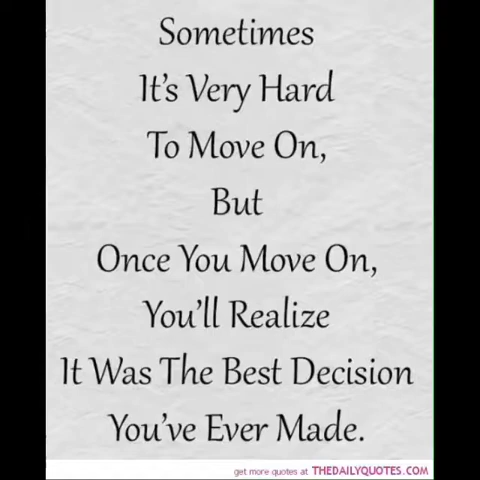 Sometimes
It's Very Hard
To Move On,
But
Once You Move On,
You'll Realize
It Was The Best Decision
You've Ever Made.
get more quotes at THEDAILYQUOTES.COM